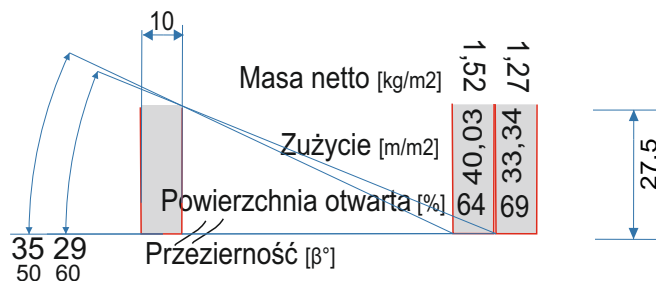 10
Masa netto [kg/m2] 1,52 1,27
Zużycie [m/m2] 40,03 33,34
27,5
Powierzchnia otwarta [%] 64 69
35 29
Przezierność [β°]
50 60